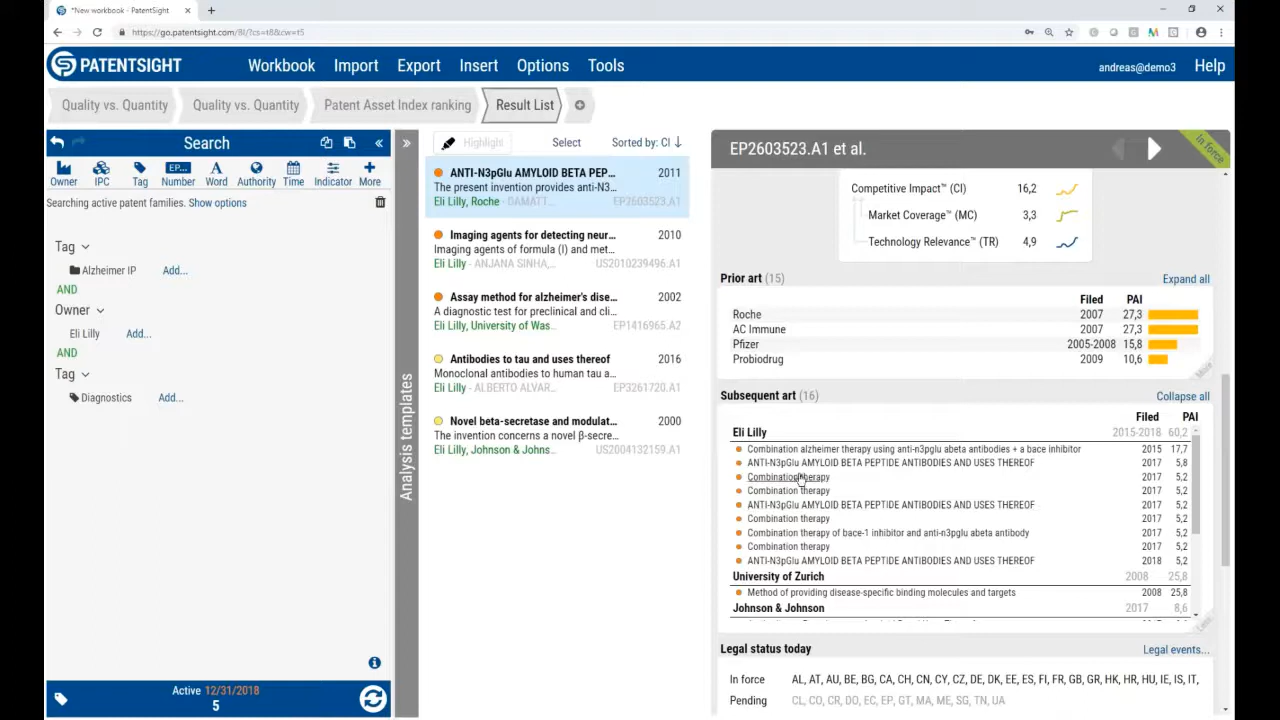 *New workbook - PatentSight
https://go.patentsight.com/BI/?cs=t8&cw=t5
PATENTSIGHT
Workbook Import Export Insert Options Tools
andreas@demo3 Help
Quality vs. Quantity Quality vs. Quantity Patent Asset Index ranking Result List
Search
Owner IPC Tag Number Word Authority Time Indicator More
EP...
Searching active patent families. Show options
Tag
Alzheimer IP Add...
AND
Owner
Eli Lilly Add...
AND
Tag
Diagnostics Add...
Active 12/31/2018
5
Analysis templates
Highlight Select Sorted by: CI
ANTI-N3pGlu AMYLOID BETA PEP... 2011
The present invention provides anti-N3...
Eli Lilly, Roche - DAMATT... EP2603523.A1
Imaging agents for detecting neur... 2010
Imaging agents of formula (I) and met...
Eli Lilly - ANJANA SINHA,... US2010239496.A1
Assay method for alzheimer's dise... 2002
A diagnostic test for preclinical and cli...
Eli Lilly, University of Was... EP1416965.A2
Antibodies to tau and uses thereof 2016
Monoclonal antibodies to human tau a...
Eli Lilly - ALBERTO ALVAR... EP3261720.A1
Novel beta-secretase and modulat... 2000
The invention concerns a novel β-secre...
Eli Lilly, Johnson & Johns... US2004132159.A1
EP2603523.A1 et al.
In force
Competitive Impact™ (CI) 16,2
Market Coverage™ (MC) 3,3
Technology Relevance™ (TR) 4,9
Prior art (15) Expand all
Filed PAI
Roche 2007 27,3
AC Immune 2007 27,3
Pfizer 2005-2008 15,8
Probiodrug 2009 10,6
More
Subsequent art (16) Collapse all
Filed PAI
Eli Lilly 2015-2018 60,2
Combination alzheimer therapy using anti-n3pglu abeta antibodies + a bace inhibitor 2015 17,7
ANTI-N3pGlu AMYLOID BETA PEPTIDE ANTIBODIES AND USES THEREOF 2017 5,8
Combination therapy 2017 5,2
Combination therapy 2017 5,2
ANTI-N3pGlu AMYLOID BETA PEPTIDE ANTIBODIES AND USES THEREOF 2017 5,2
Combination therapy 2017 5,2
Combination therapy of bace-1 inhibitor and anti-n3pglu abeta antibody 2017 5,2
Combination therapy 2017 5,2
ANTI-N3pGlu AMYLOID BETA PEPTIDE ANTIBODIES AND USES THEREOF 2018 5,2
University of Zurich 2008 25,8
Method of providing disease-specific binding molecules and targets 2008 25,8
Johnson & Johnson 2017 8,6
Less
Legal status today Legal events...
In force AL, AT, AU, BE, BG, CA, CH, CN, CY, CZ, DE, DK, EE, ES, FI, FR, GB, GR, HK, HR, HU, IE, IS, IT,
Pending CL, CO, CR, DO, EC, EP, GT, MA, ME, SG, TN, UA